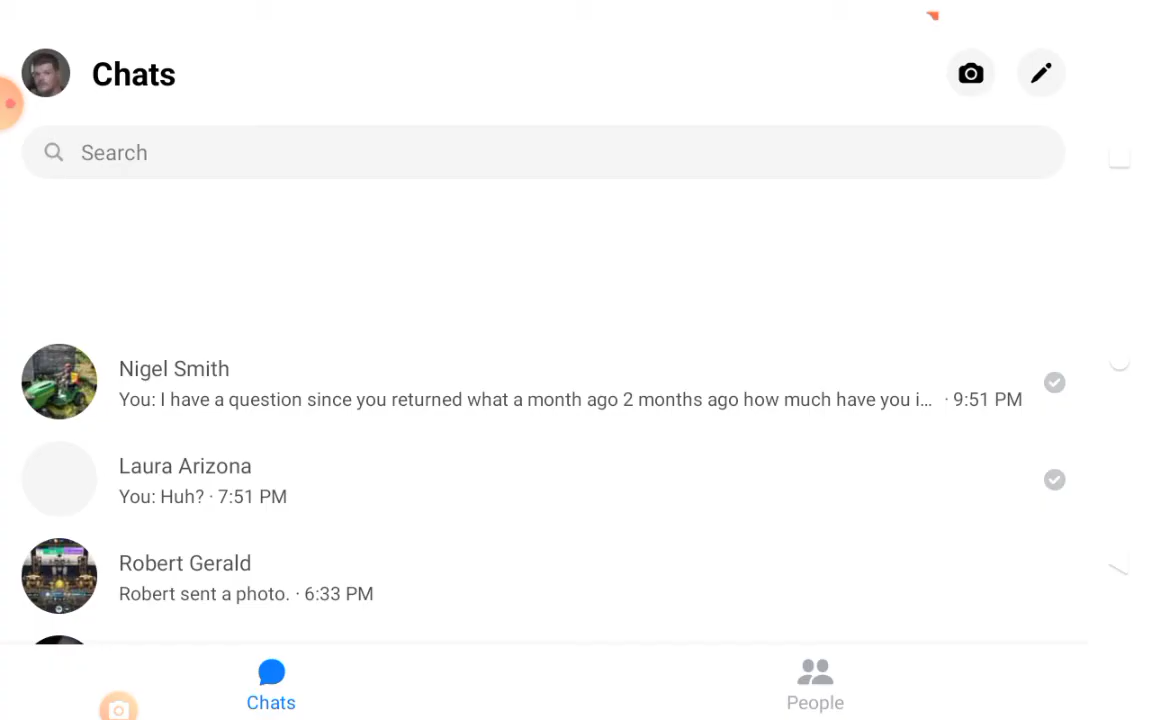 Chats
Search
Nigel Smith
You: I have a question since you returned what a month ago 2 months ago how much have you i... · 9:51 PM
Laura Arizona
You: Huh? · 7:51 PM
Robert Gerald
Robert sent a photo. · 6:33 PM
Chats
People